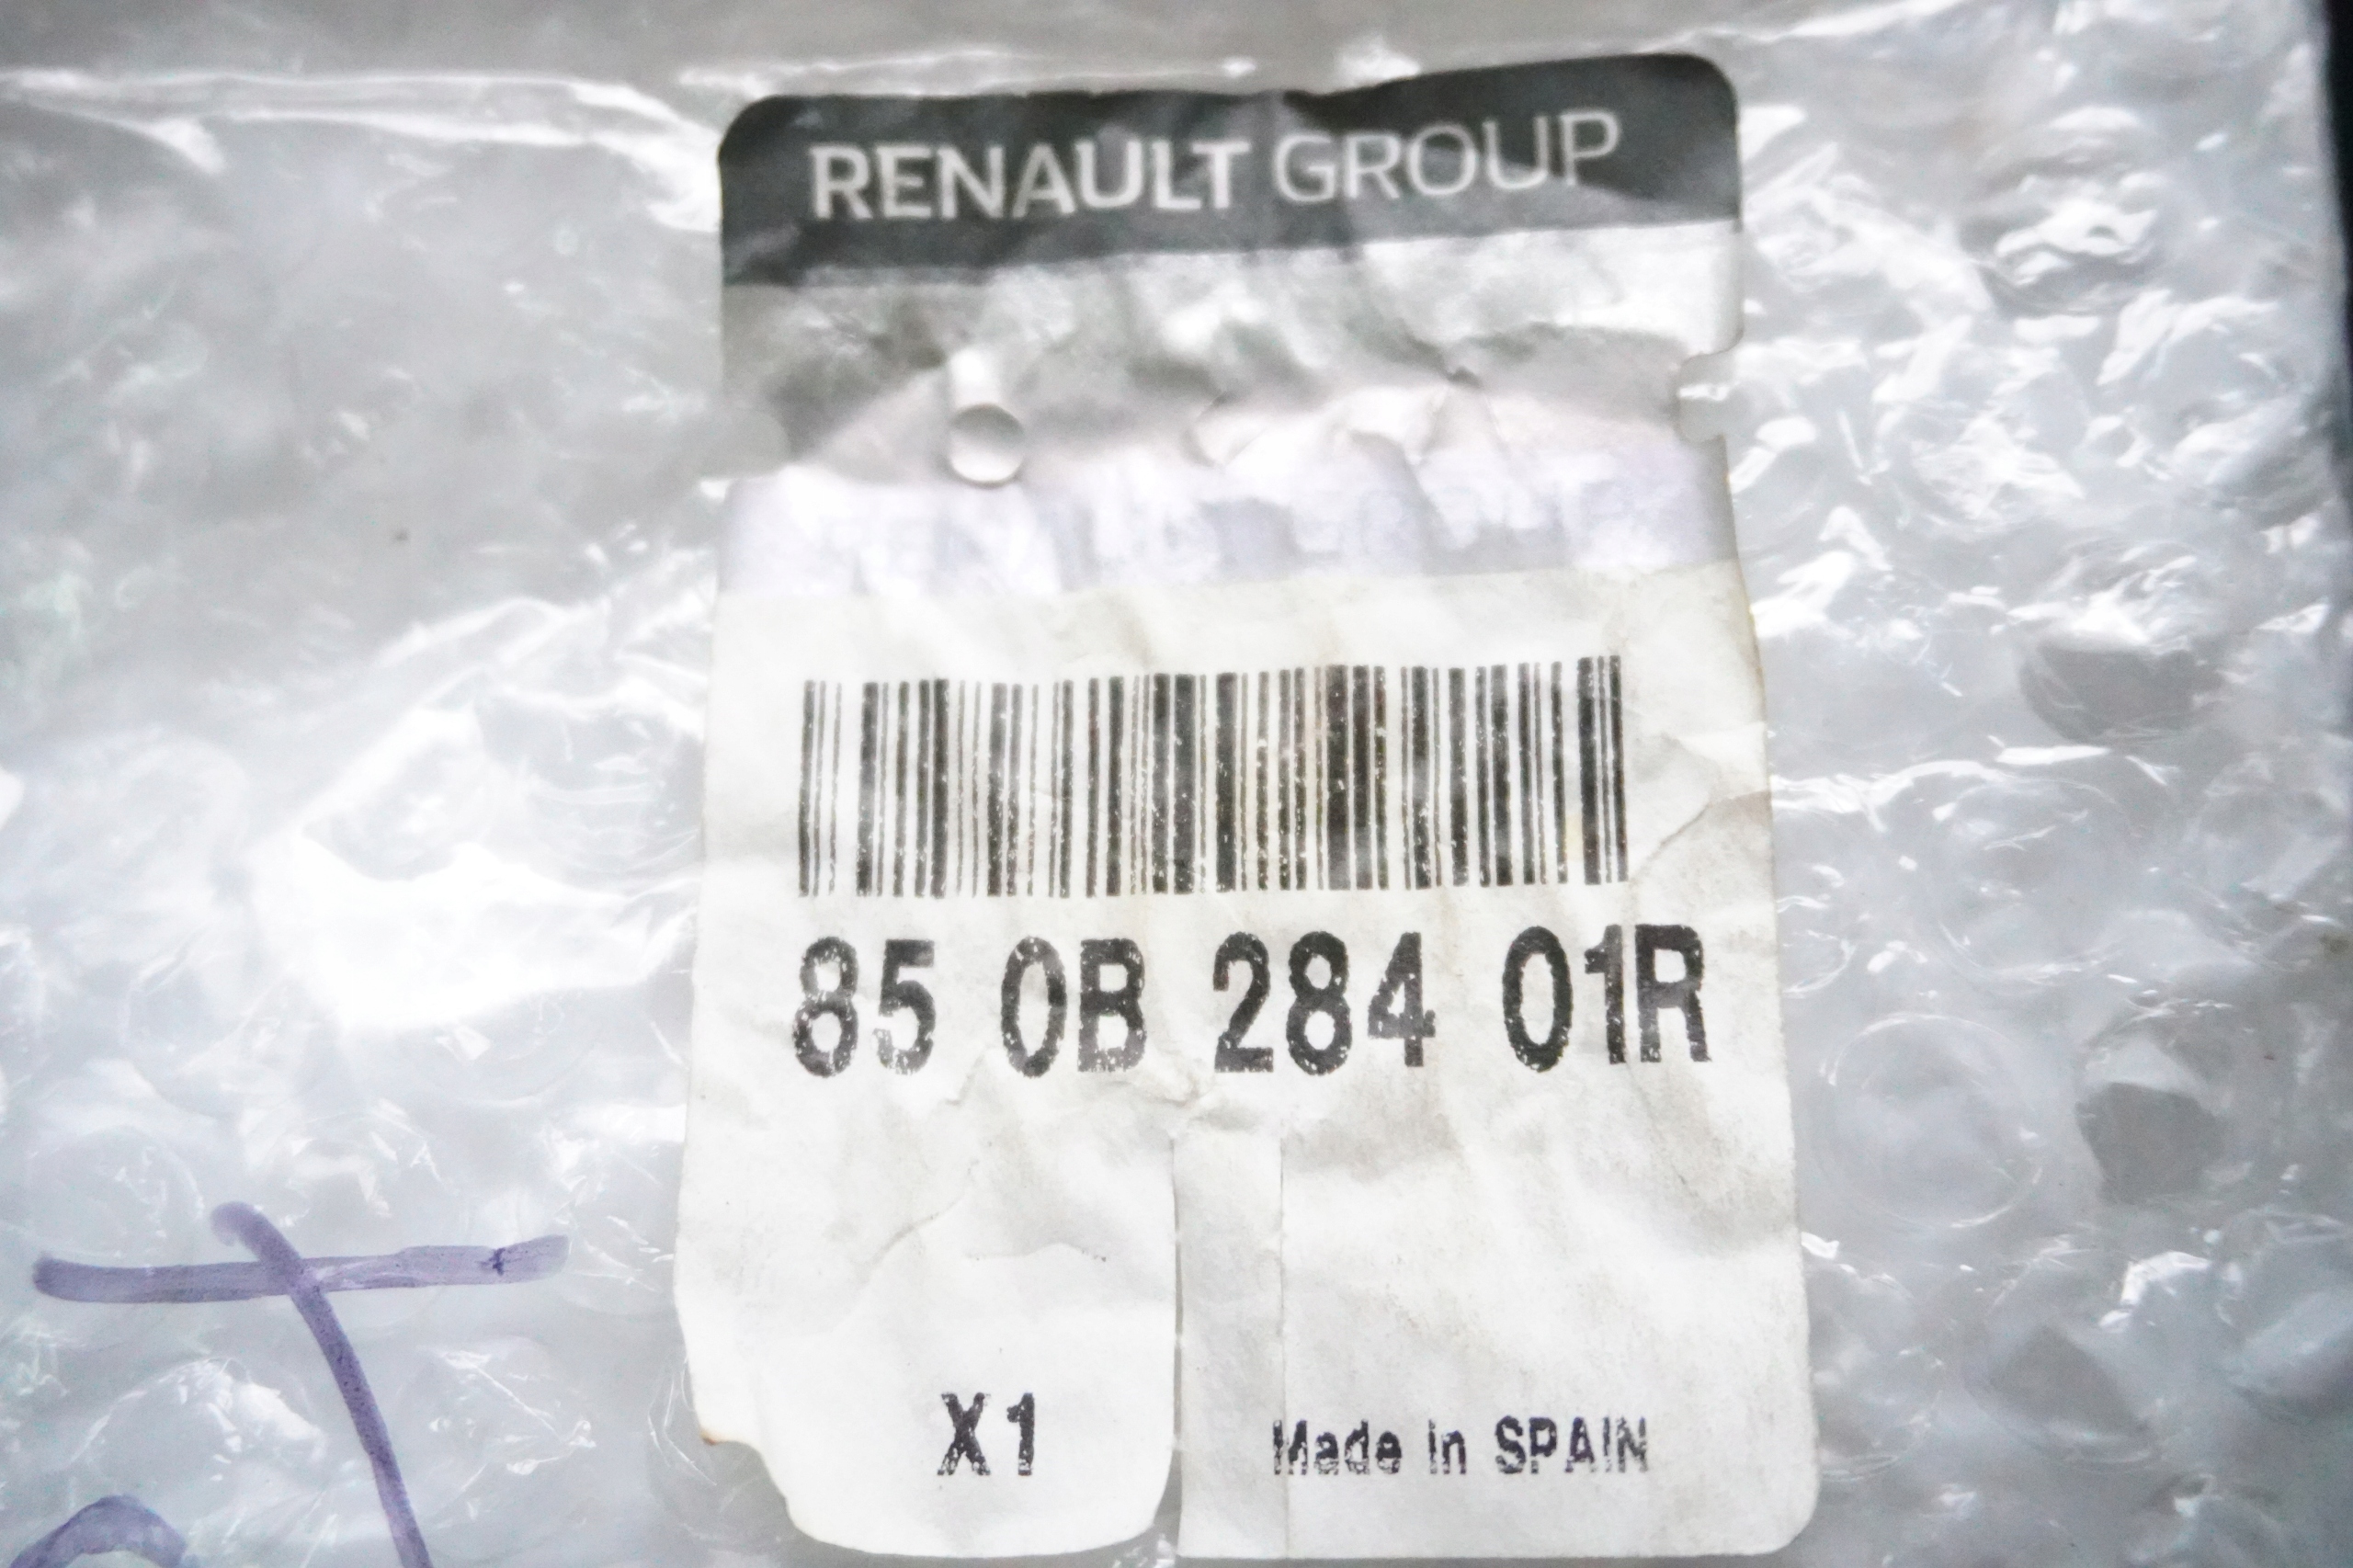 RENAULT GROUP
85 0B 284 01R
X1
Made in SPAIN